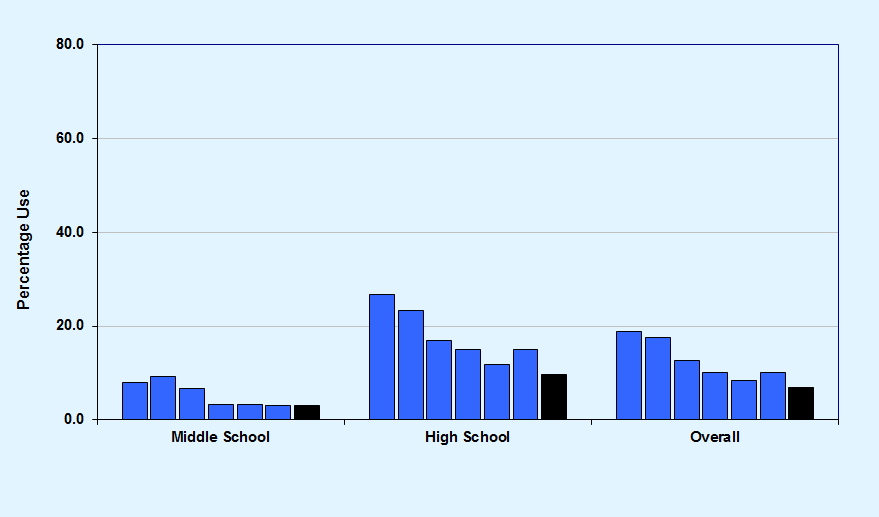 80.0
60.0
40.0
20.0
0.0
Percentage Use
Middle School
High School
Overall